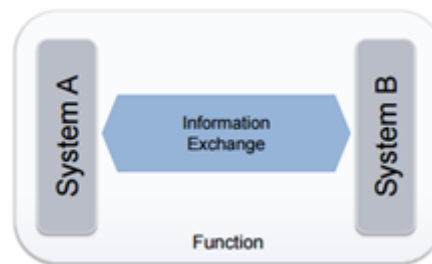 System A
Information
Exchange
System B
Function